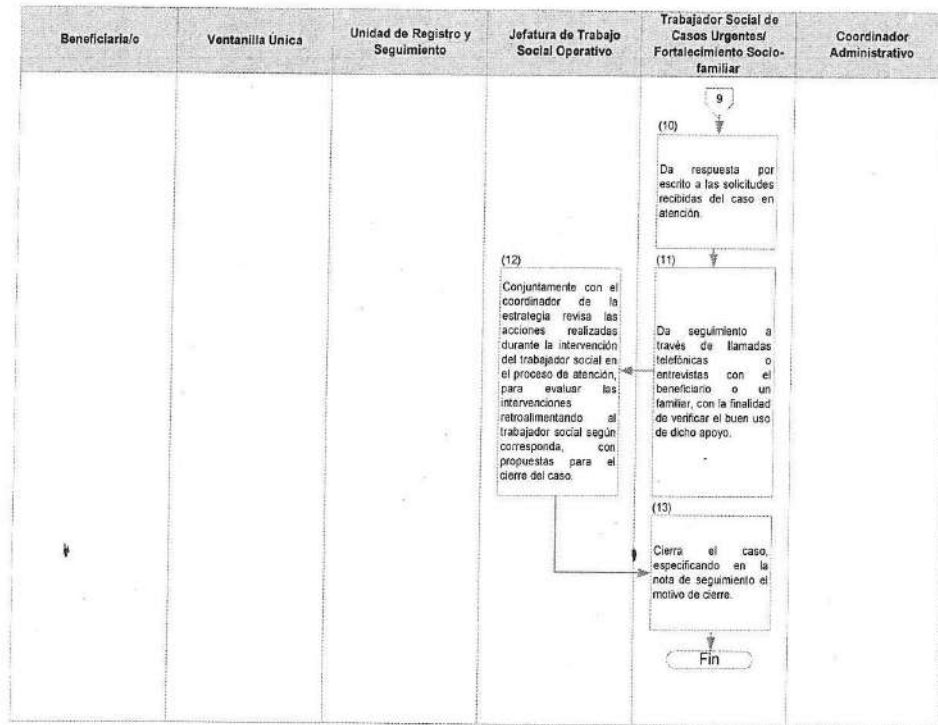 Beneficiaria/o
Ventanilla Unica
Unidad de Registro y
Seguimiento
Jefatura de Trabajo
Social Operativo
Trabajador Social de
Casos Urgentes/
Fortalecimiento Socio-
familiar
Coordinador
Administrativo
9
(10)
Da respuesta por
escrito a las solicitudes
recibidas del caso en
atención.
(11)
Da seguimiento a
través de llamadas
telefónicas o
entrevistas con el
beneficiario o un
familiar, con la finalidad
de verificar el buen uso
de dicho apoyo.
(12)
Conjuntamente con el
coordinador de la
estrategia revisa las
acciones realizadas
durante la intervención
del trabajador social en
el proceso de atención,
para evaluar las
intervenciones
retroalimentando al
trabajador social según
corresponda, con
propuestas para el
cierre del caso.
(13)
Cierra el caso,
especificando en la
nota de seguimiento el
motivo de cierre.
Fin